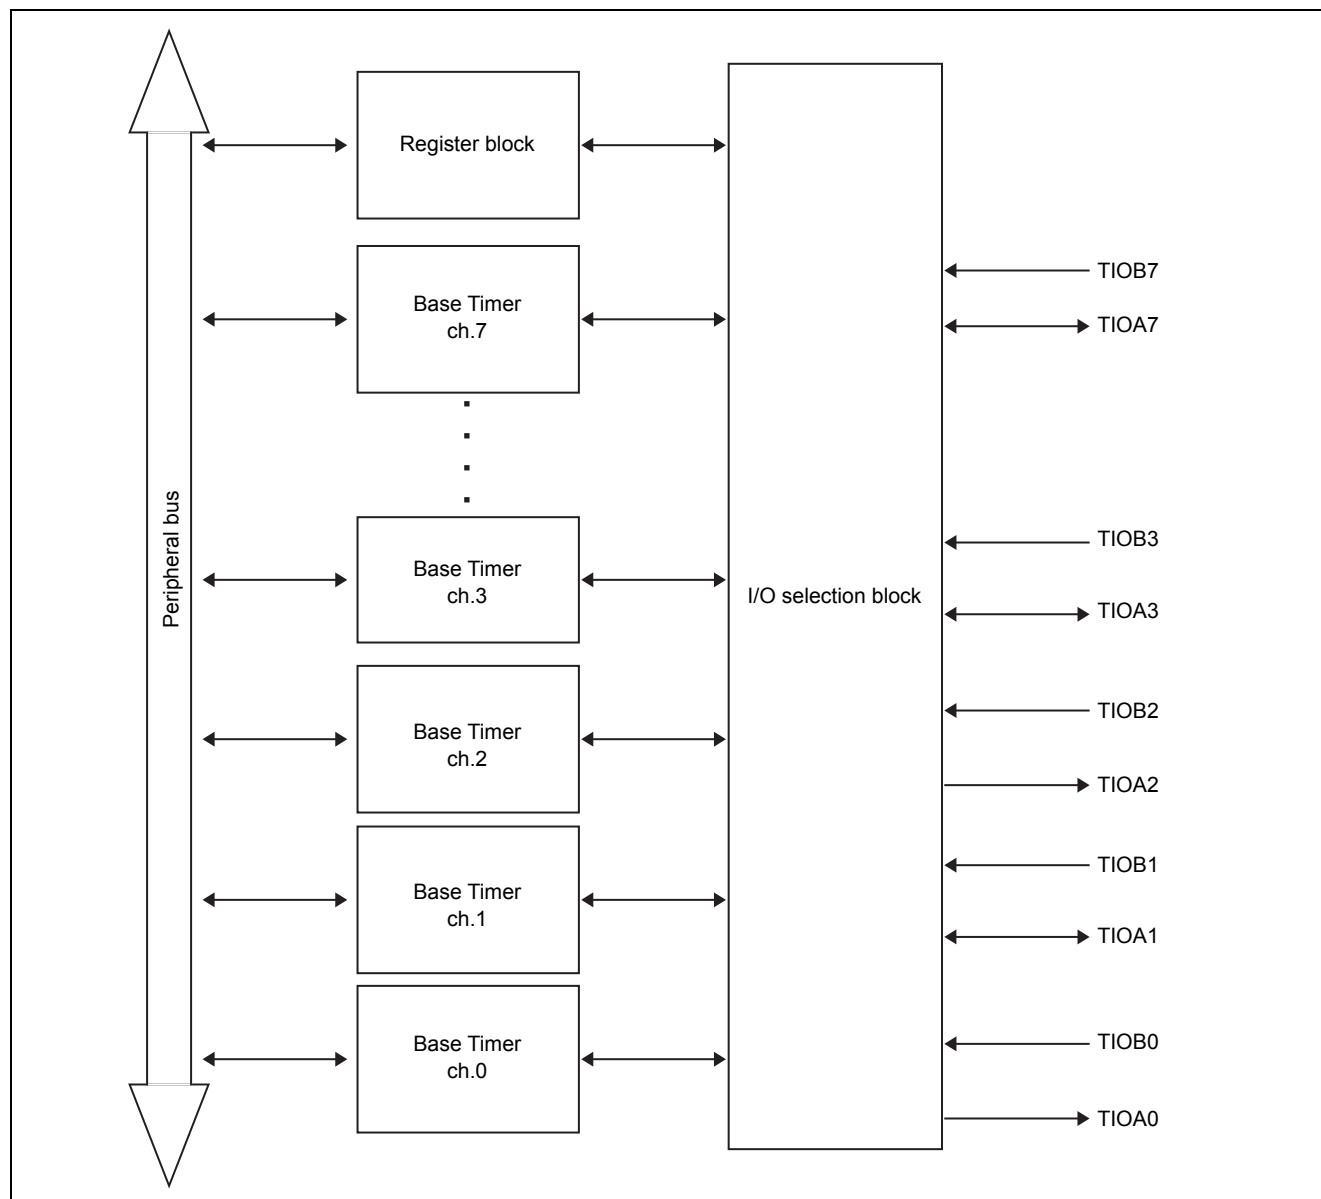 Register block
TIOB7
Base Timer
ch.7
TIOA7
Peripheral bus
TIOB3
Base Timer
ch.3
I/O selection block
TIOA3
TIOB2
Base Timer
ch.2
TIOA2
TIOB1
Base Timer
ch.1
TIOA1
TIOB0
Base Timer
ch.0
TIOA0